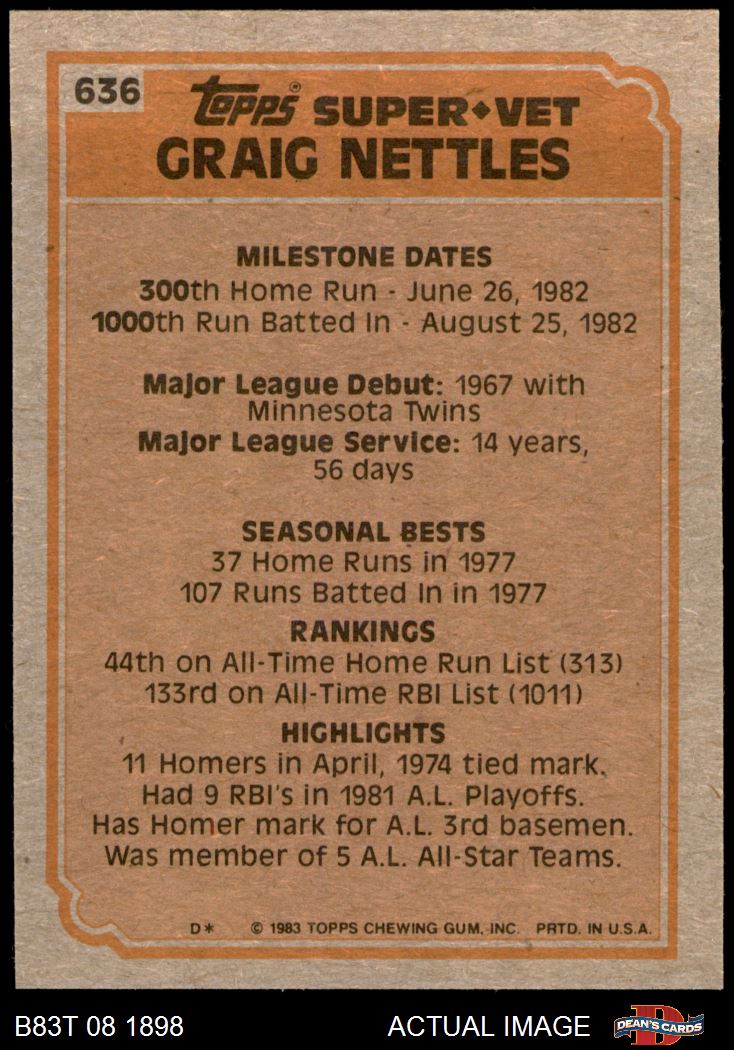 636
Topps SUPER♦VET
GRAIG NETTLES
MILESTONE DATES
300th Home Run - June 26, 1982
1000th Run Batted In - August 25, 1982
Major League Debut: 1967 with
Minnesota Twins
Major League Service: 14 years,
56 days
SEASONAL BESTS
37 Home Runs in 1977
107 Runs Batted In in 1977
RANKINGS
44th on All-Time Home Run List (313)
133rd on All-Time RBI List (1011)
HIGHLIGHTS
11 Homers in April, 1974 tied mark.
Had 9 RBI's in 1981 A.L. Playoffs.
Has Homer mark for A.L. 3rd basemen.
Was member of 5 A.L. All-Star Teams.
D* © 1983 TOPPS CHEWING GUM, INC. PRTD. IN U.S.A.
B83T 08 1898 ACTUAL IMAGE D DEAN'S CARDS